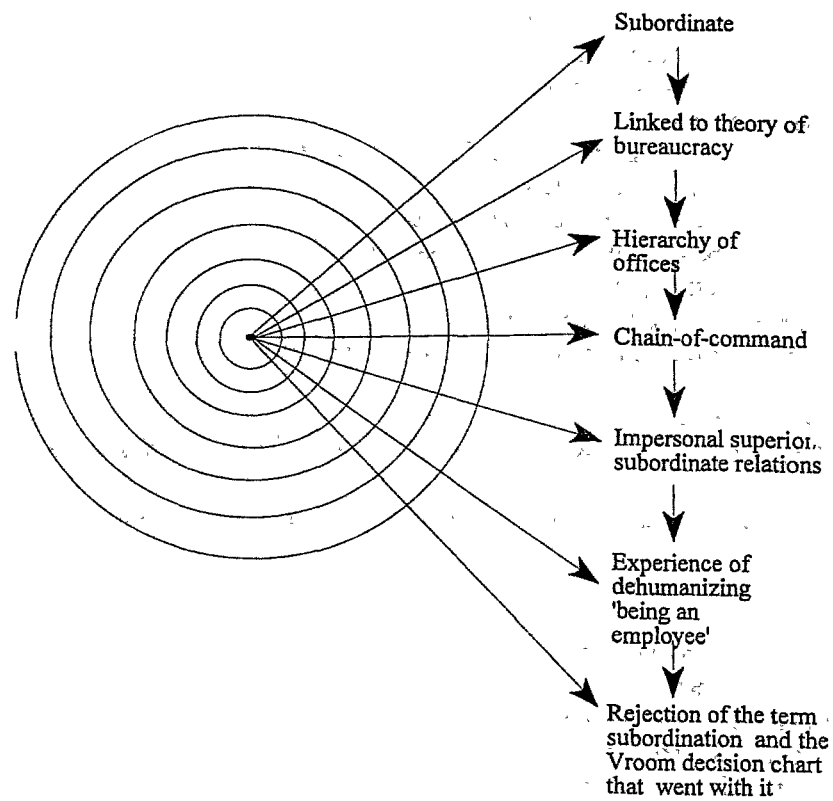 Subordinate
Linked to theory of
bureaucracy
Hierarchy of
offices
Chain-of-command
Impersonal superior,
subordinate relations
Experience of
dehumanizing
'being an
employee'
Rejection of the term
subordination and the
Vroom decision chart
that went with it